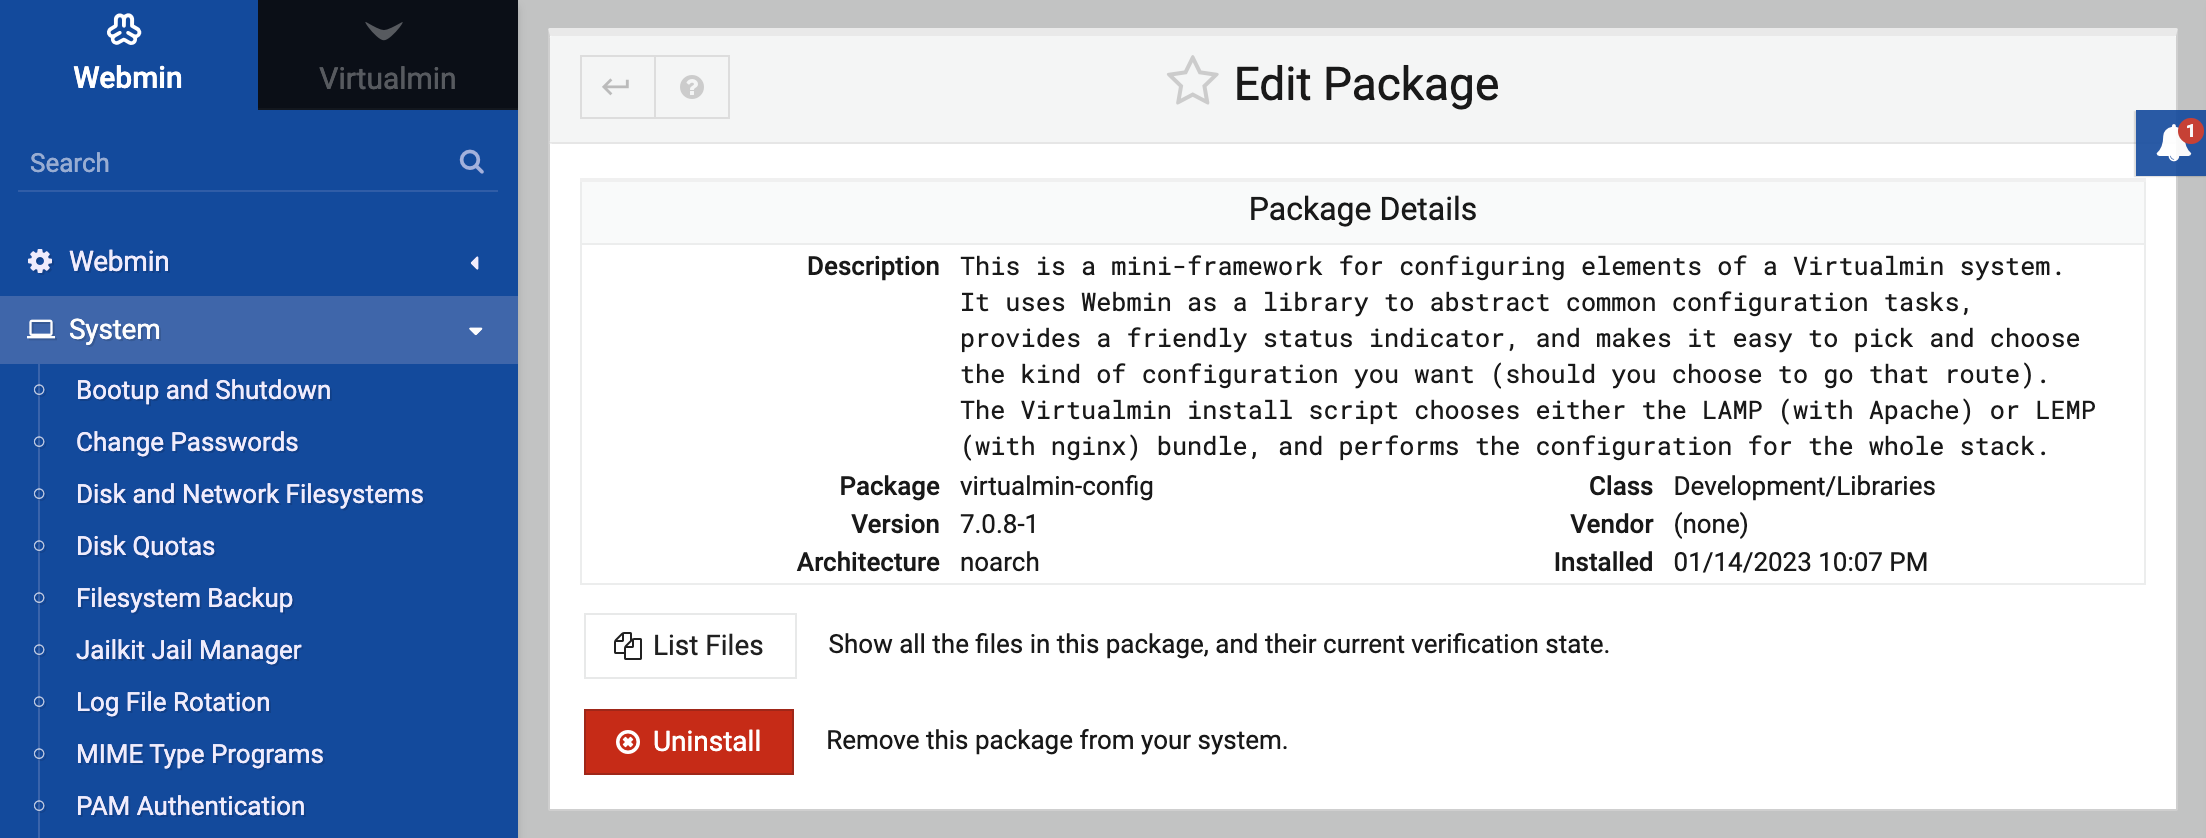 Webmin
Virtualmin
Search
Webmin
System
Bootup and Shutdown
Change Passwords
Disk and Network Filesystems
Disk Quotas
Filesystem Backup
Jailkit Jail Manager
Log File Rotation
MIME Type Programs
PAM Authentication
?
Edit Package
1
Package Details
Description This is a mini-framework for configuring elements of a Virtualmin system.
It uses Webmin as a library to abstract common configuration tasks,
provides a friendly status indicator, and makes it easy to pick and choose
the kind of configuration you want (should you choose to go that route).
The Virtualmin install script chooses either the LAMP (with Apache) or LEMP
(with nginx) bundle, and performs the configuration for the whole stack.
Package virtualmin-config Class Development/Libraries
Version 7.0.8-1 Vendor (none)
Architecture noarch Installed 01/14/2023 10:07 PM
List Files Show all the files in this package, and their current verification state.
Uninstall Remove this package from your system.